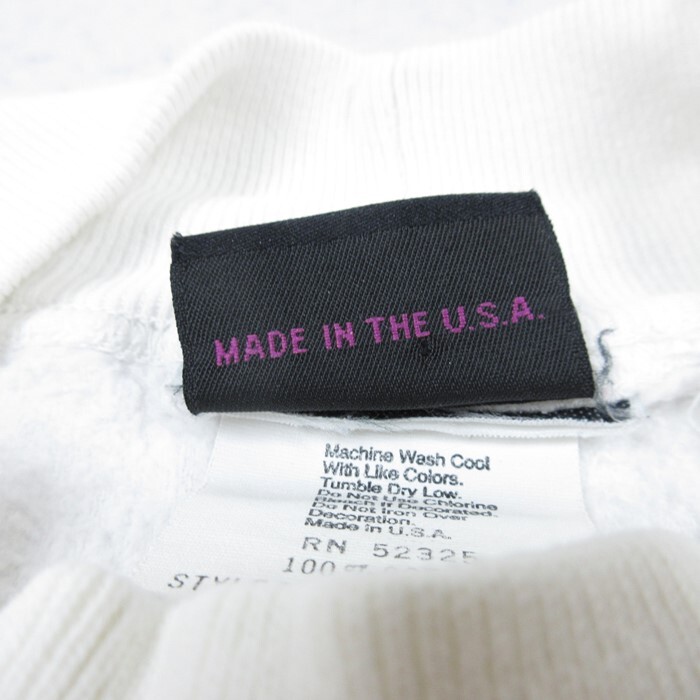 MADE IN THE U.S.A.
Machine Wash Cool
With Like Colors.
Tumble Dry Low.
Do Not Use Chlorine
Bleach If Decorated.
Do Not Iron Over
Decoration.
Made in U.S.A.
RN 52325
100%